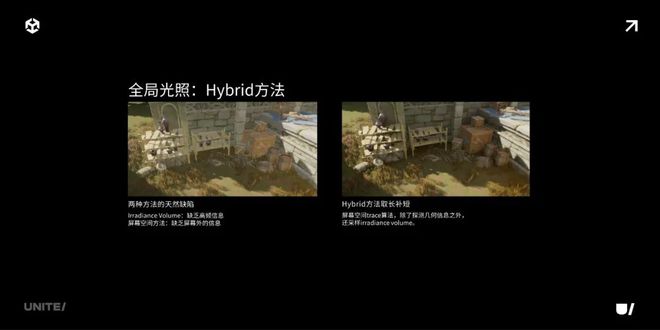 全局光照：Hybrid方法
两种方法的天然缺陷
Irradiance Volume：缺乏高频信息
屏幕空间方法：缺乏屏幕外的信息
Hybrid方法取长补短
屏幕空间trace算法，除了探测几何信息之外，
还采样irradiance volume。
UNITE/
U/